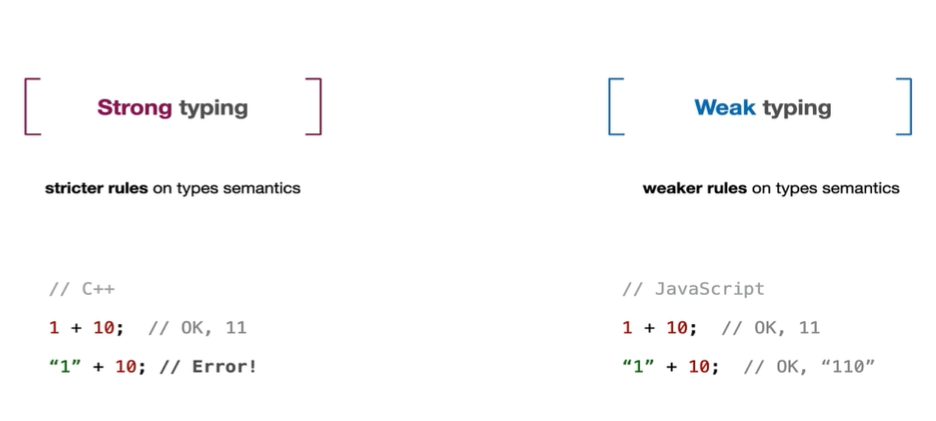 Strong typing
stricter rules on types semantics
// C++
1 + 10;  // OK, 11
“1” + 10; // Error!
Weak typing
weaker rules on types semantics
// JavaScript
1 + 10;  // OK, 11
“1” + 10;  // OK, “110”